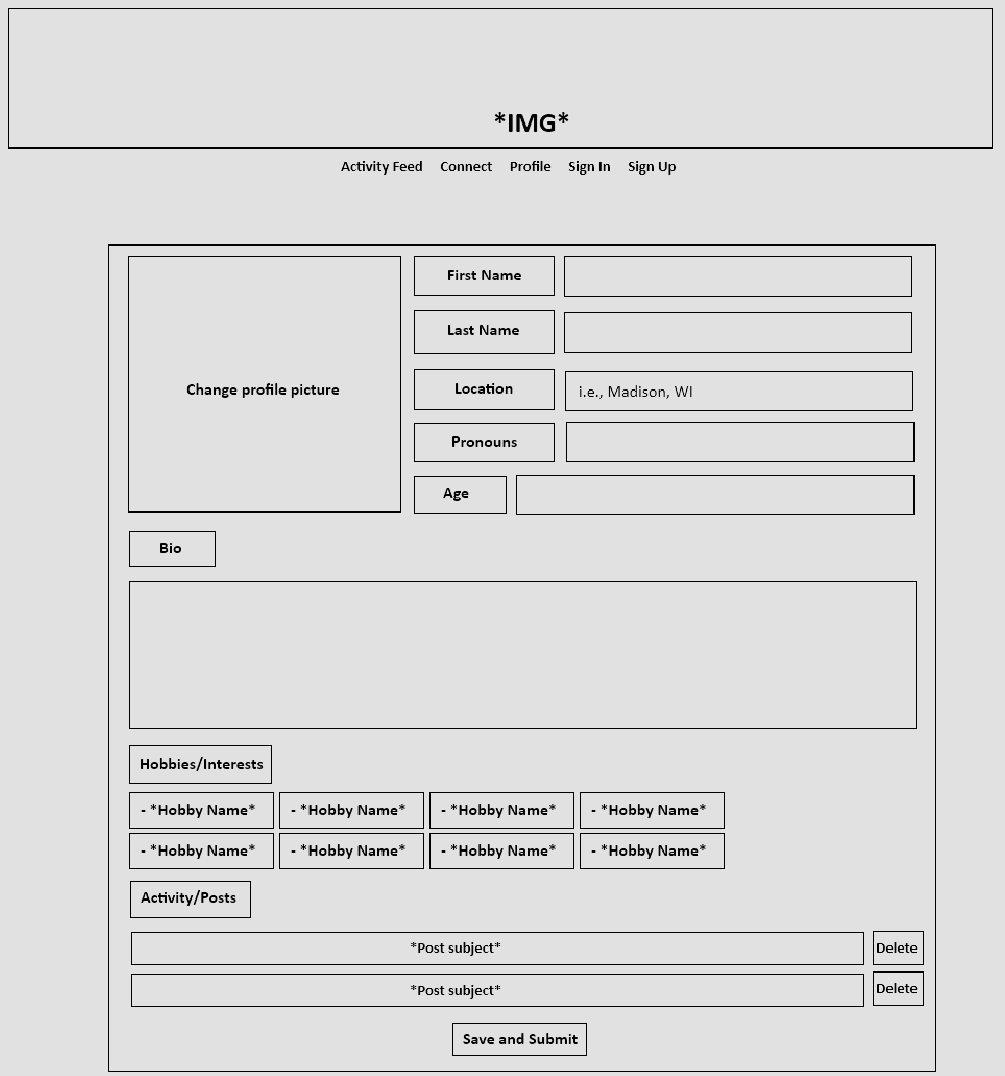 *IMG*
Activity Feed Connect Profile Sign In Sign Up
Change profile picture
First Name
Last Name
Location i.e., Madison, WI
Pronouns
Age
Bio
Hobbies/Interests
- *Hobby Name* - *Hobby Name* - *Hobby Name* - *Hobby Name*
- *Hobby Name* - *Hobby Name* - *Hobby Name* - *Hobby Name*
Activity/Posts
*Post subject* Delete
*Post subject* Delete
Save and Submit